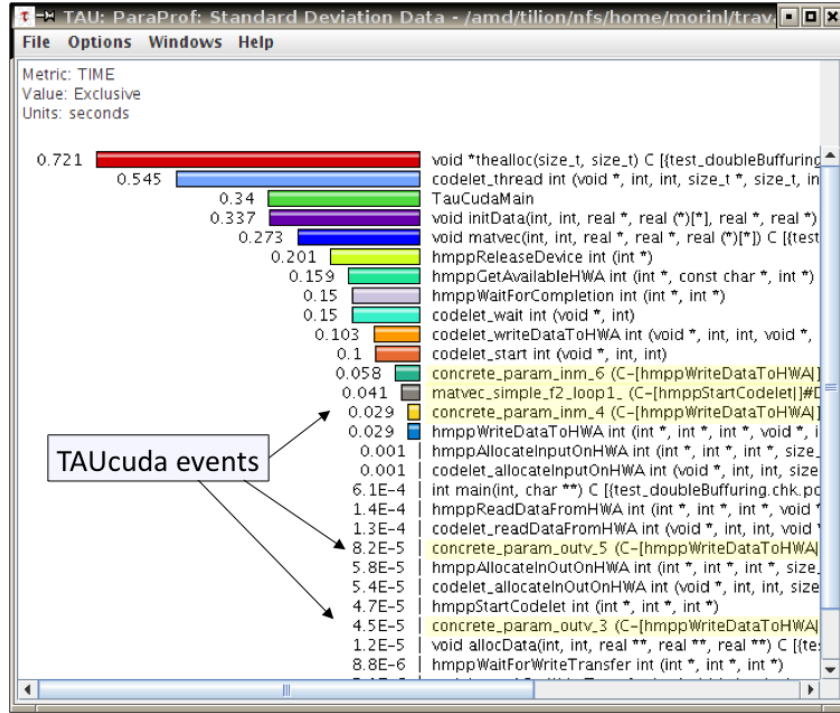 TAU: ParaProf: Standard Deviation Data - /amd/tilion/nfs/home/morinl/trav
File Options Windows Help
Metric: TIME
Value: Exclusive
Units: seconds
0.721 void *thealloc(size_t, size_t) C [{test_doubleBuffuring
0.545 codelet_thread int (void *, int, int, size_t *, size_t, in
0.34 TauCudaMain
0.337 void initData(int, int, real *, real (*)[*], real *, real *)
0.273 void matvec(int, int, real *, real *, real (*)[*]) C [{test
0.201 hmppReleaseDevice int (int *)
0.159 hmppGetAvailableHWA int (int *, const char *, int *)
0.15 hmppWaitForCompletion int (int *, int *)
0.15 codelet_wait int (void *, int)
0.103 codelet_writeDataToHWA int (void *, int, int, void *,
0.1 codelet_start int (void *, int, int)
0.058 concrete_param_inm_6 (C-[hmppWriteDataToHWA|]
0.041 matvec_simple_f2_loop1_ (C-[hmppStartCodelet|]#D
0.029 concrete_param_inm_4 (C-[hmppWriteDataToHWA|]
0.029 hmppWriteDataToHWA int (int *, int *, int *, void *, i
0.001 hmppAllocateInputOnHWA int (int *, int *, int *, size_
0.001 codelet_allocateInputOnHWA int (void *, int, int, size
TAUcuda events
6.1E-4 int main(int, char **) C [{test_doubleBuffuring.chk.po
1.4E-4 hmppReadDataFromHWA int (int *, int *, int *, void *
1.3E-4 codelet_readDataFromHWA int (void *, int, int, void
8.2E-5 concrete_param_outv_5 (C-[hmppWriteDataToHWA|
5.8E-5 hmppAllocateInOutOnHWA int (int *, int *, int *, size_
5.4E-5 codelet_allocateInOutOnHWA int (void *, int, int, size
4.7E-5 hmppStartCodelet int (int *, int *, int *)
4.5E-5 concrete_param_outv_3 (C-[hmppWriteDataToHWA|
1.2E-5 void allocData(int, int, real **, real **, real **) C [{tes
8.8E-6 hmppWaitForWriteTransfer int (int *, int *, int *)